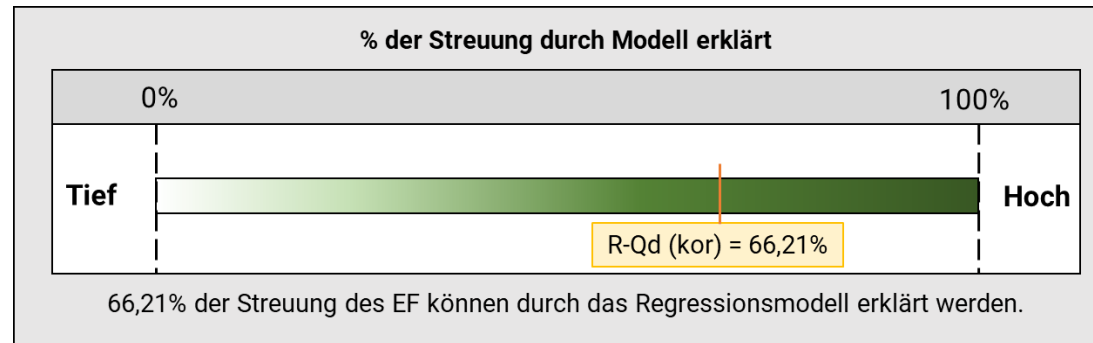 % der Streuung durch Modell erklärt
0% 100%
Tief Hoch
R-Qd (kor) = 66,21%
66,21% der Streuung des EF können durch das Regressionsmodell erklärt werden.